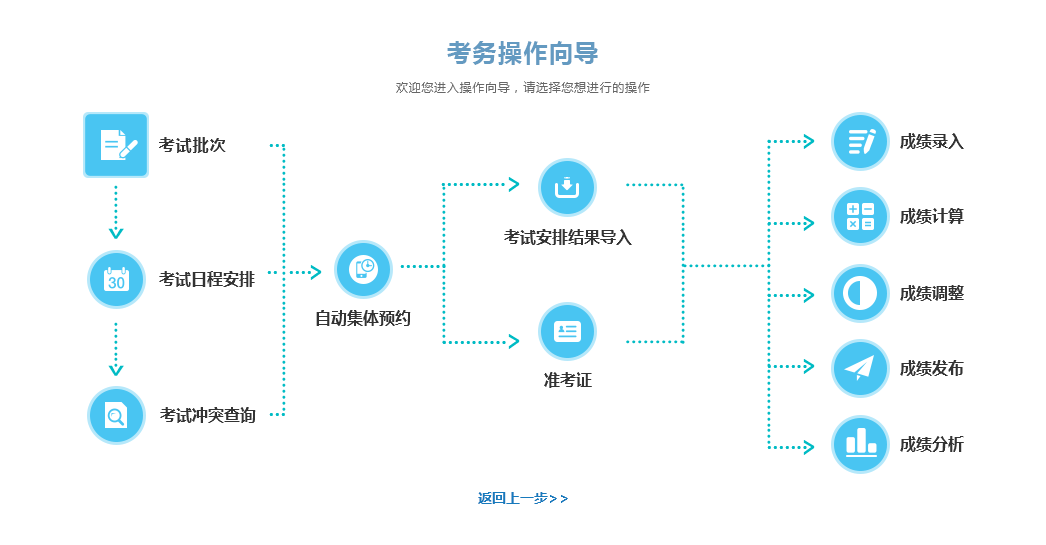 考务操作向导
欢迎您进入操作向导，请选择您想进行的操作
考试批次
30
考试日程安排
考试冲突查询
自动集体预约
考试安排结果导入
准考证
成绩录入
成绩计算
成绩调整
成绩发布
成绩分析
返回上一步>>